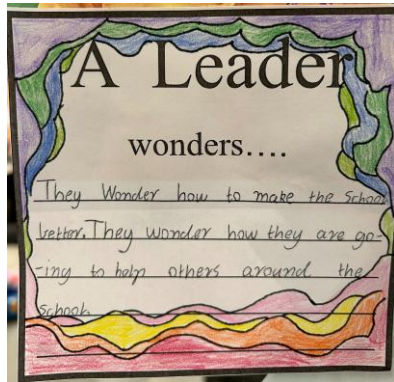 A Leader
wonders....
They Wonder how to make the School
better. They wonder how they are go-
-ing to help others around the
school.